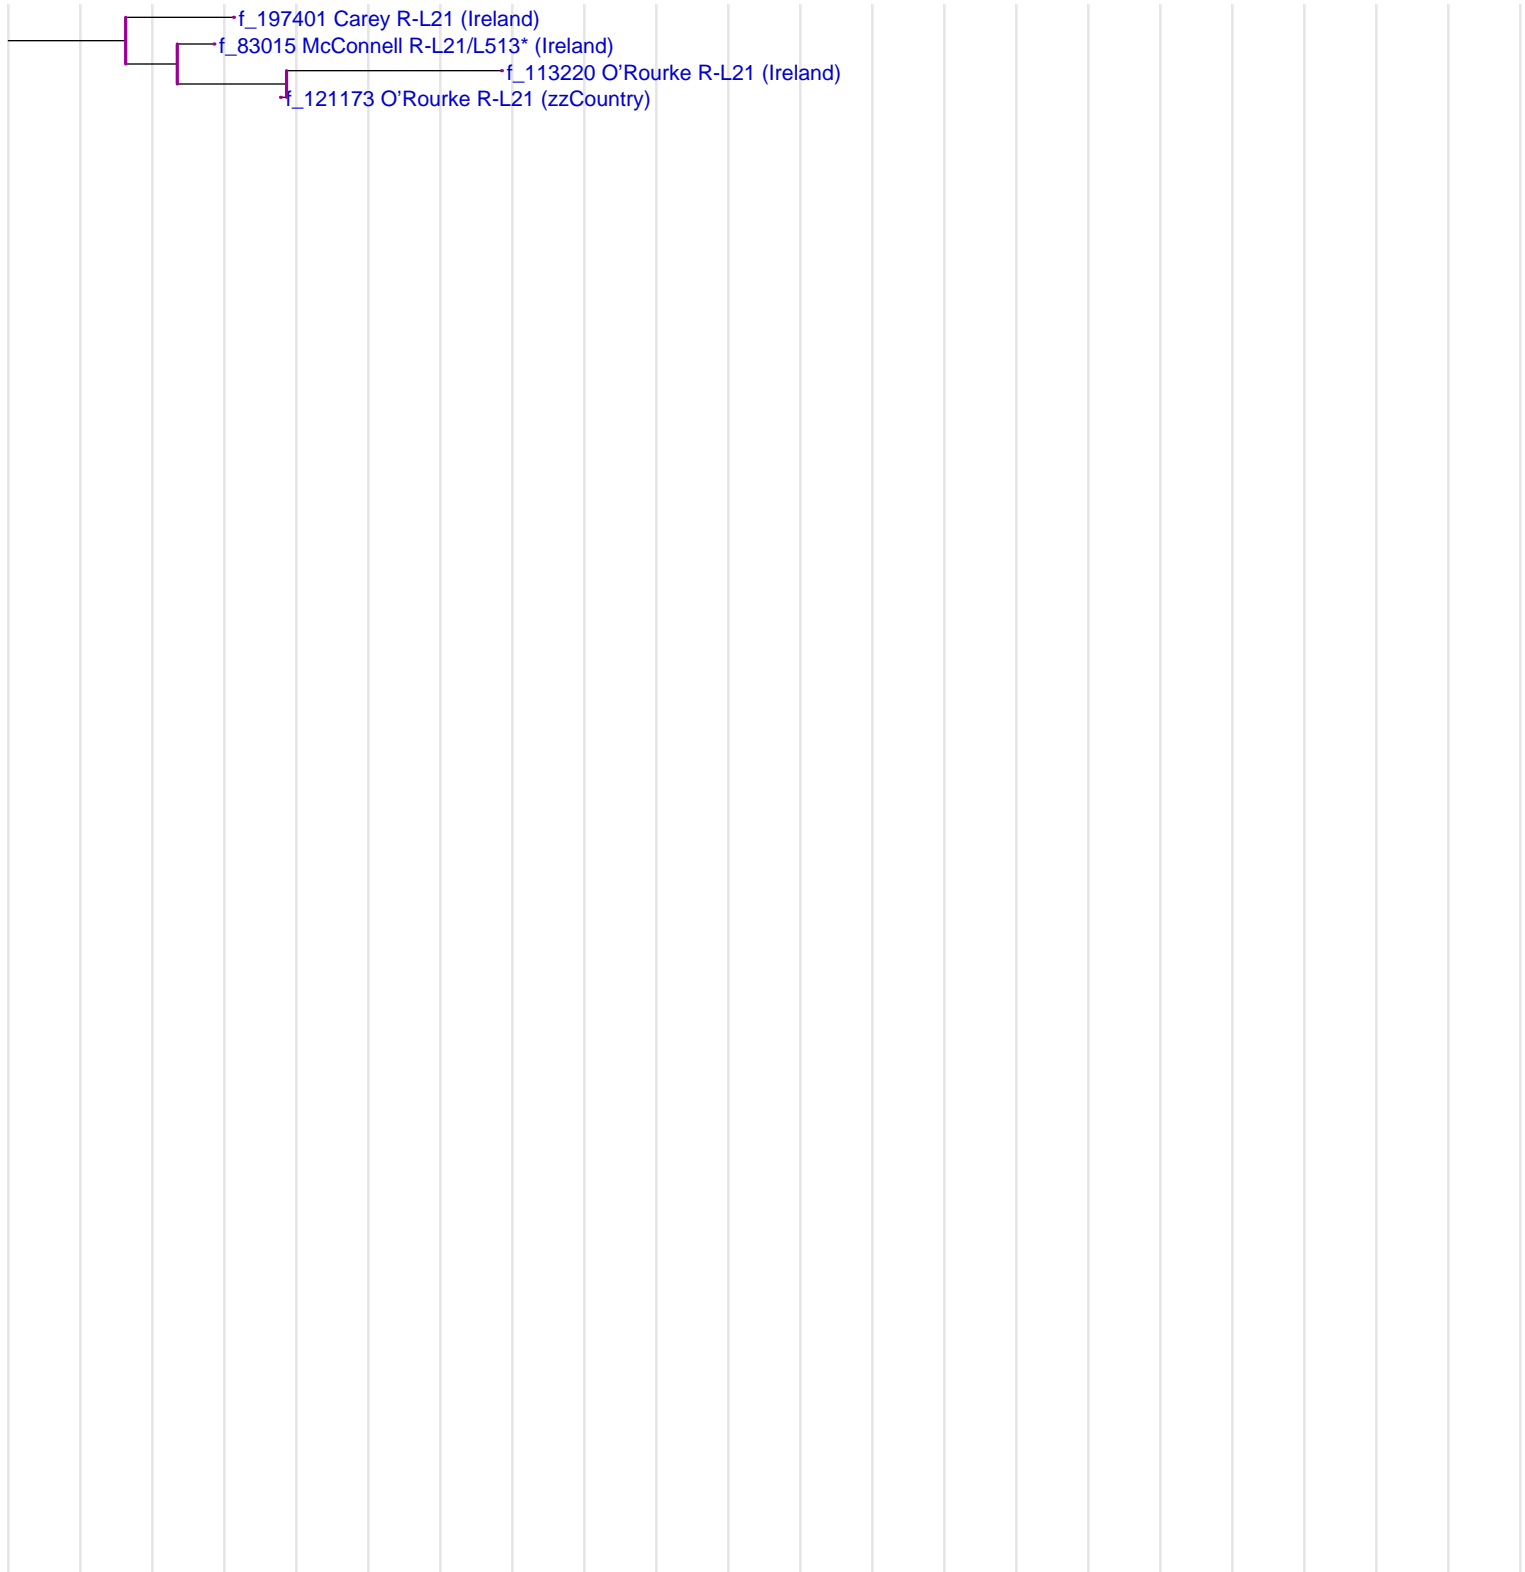 f_197401 Carey R-L21 (Ireland)
f_83015 McConnell R-L21/L513* (Ireland)
f_113220 O'Rourke R-L21 (Ireland)
f_121173 O'Rourke R-L21 (zzCountry)